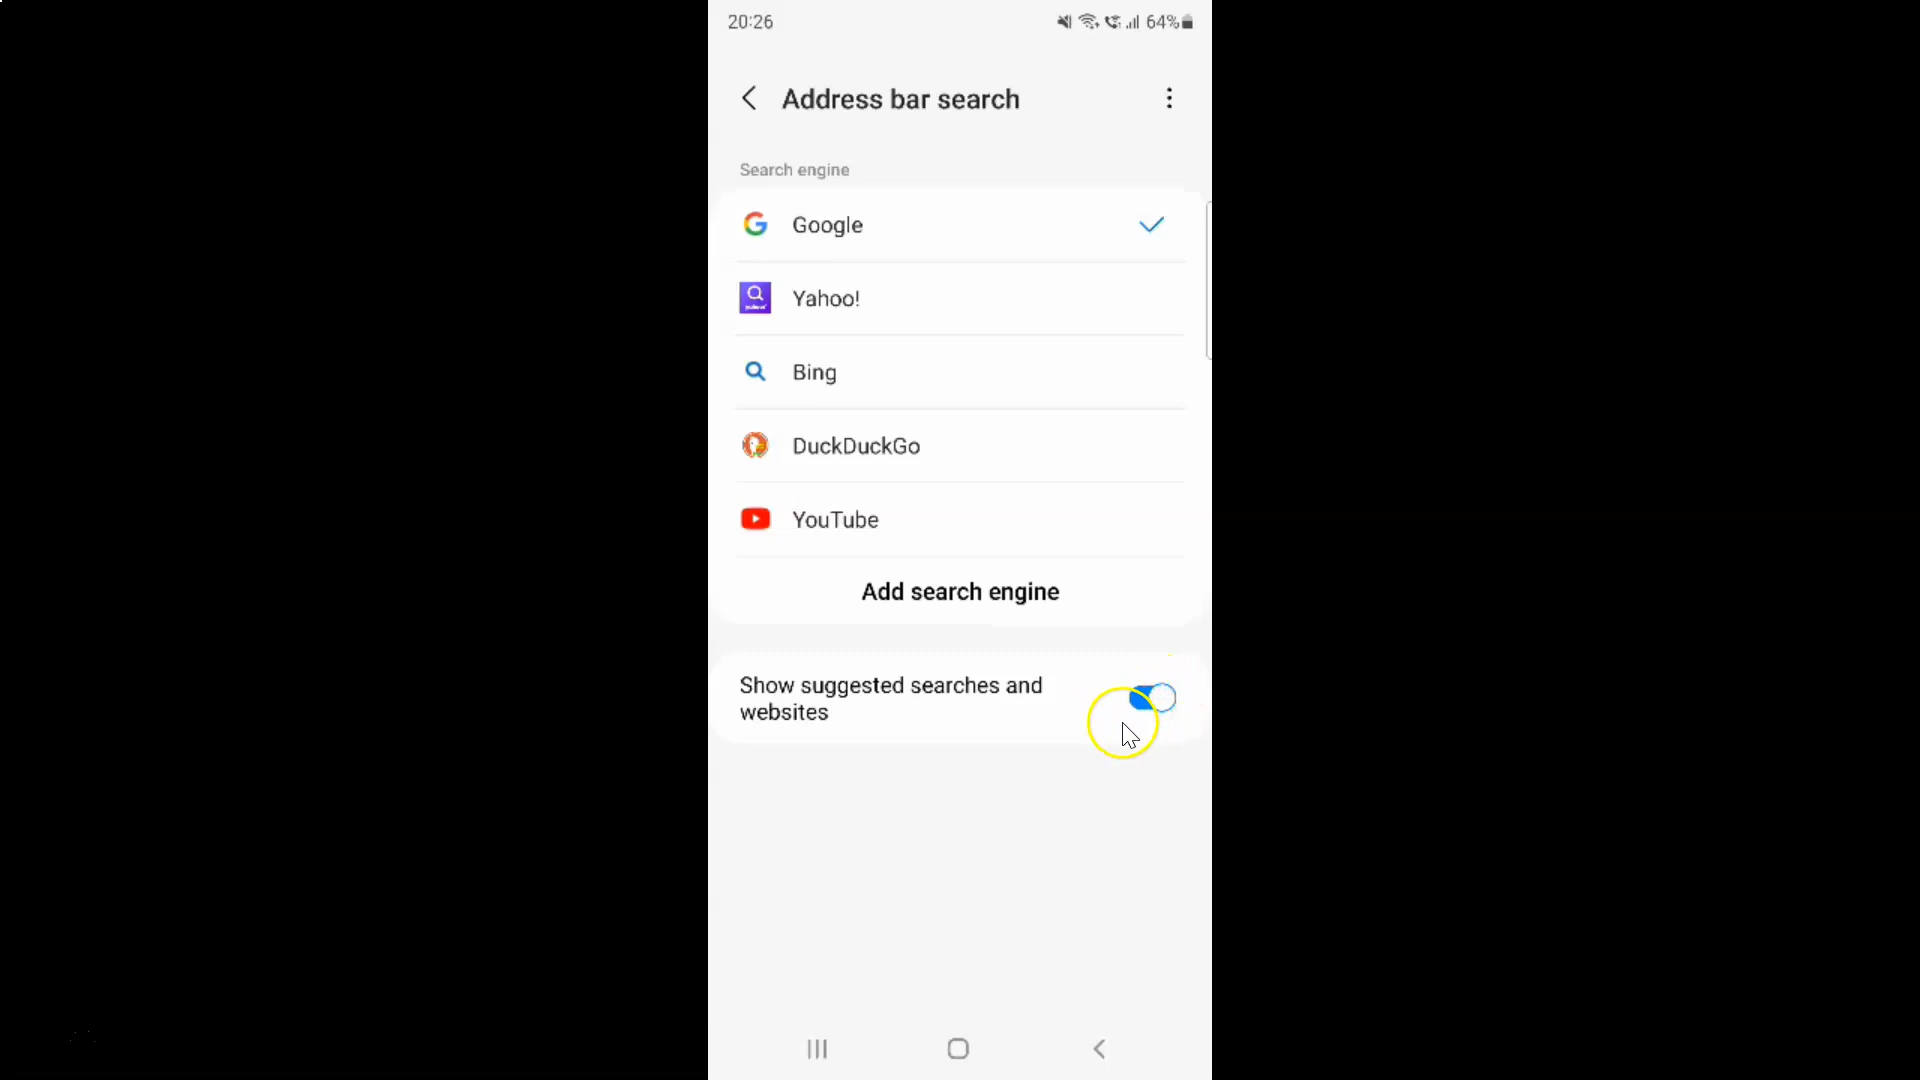 20:26
64%
Address bar search
Search engine
Google
Yahoo!
Bing
DuckDuckGo
YouTube
Add search engine
Show suggested searches and
websites